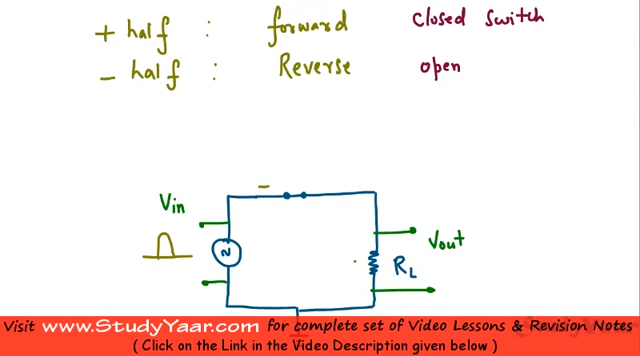 + half : forward closed switch
- half : Reverse open
Vin
Vout
RL
Visit www.StudyYaar.com for complete set of Video Lessons & Revision Notes
( Click on the Link in the Video Description given below )